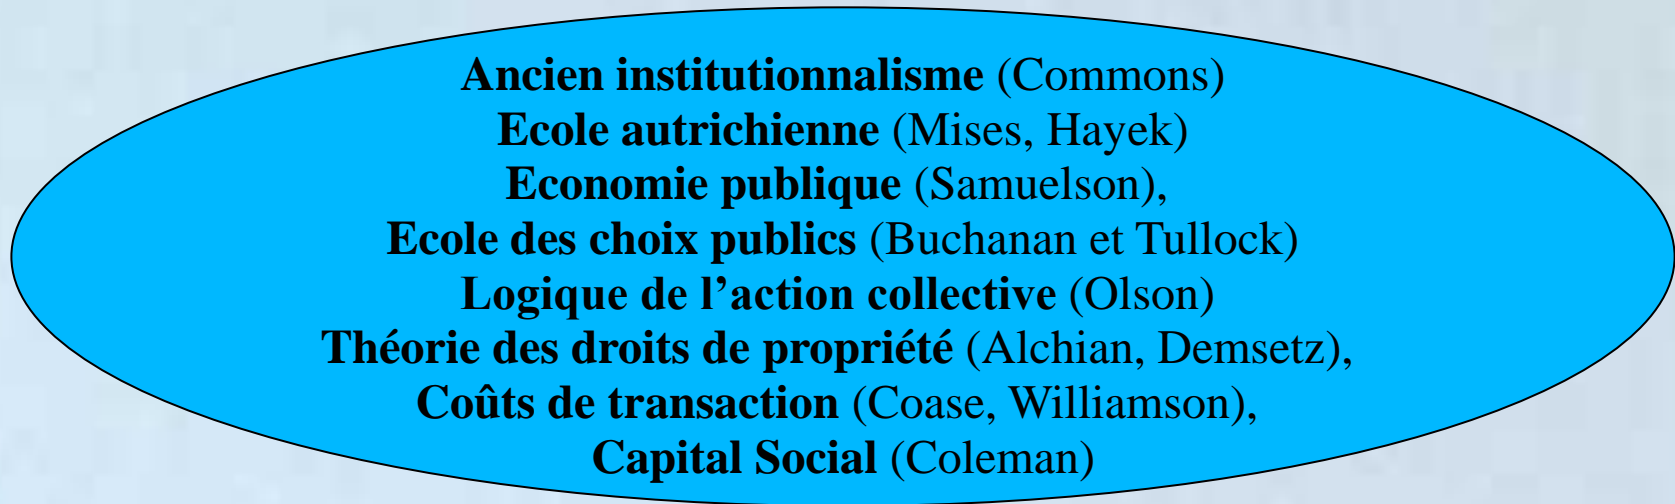 Ancien institutionnalisme (Commons)
Ecole autrichienne (Mises, Hayek)
Economie publique (Samuelson),
Ecole des choix publics (Buchanan et Tullock)
Logique de l’action collective (Olson)
Théorie des droits de propriété (Alchian, Demsetz),
Coûts de transaction (Coase, Williamson),
Capital Social (Coleman)